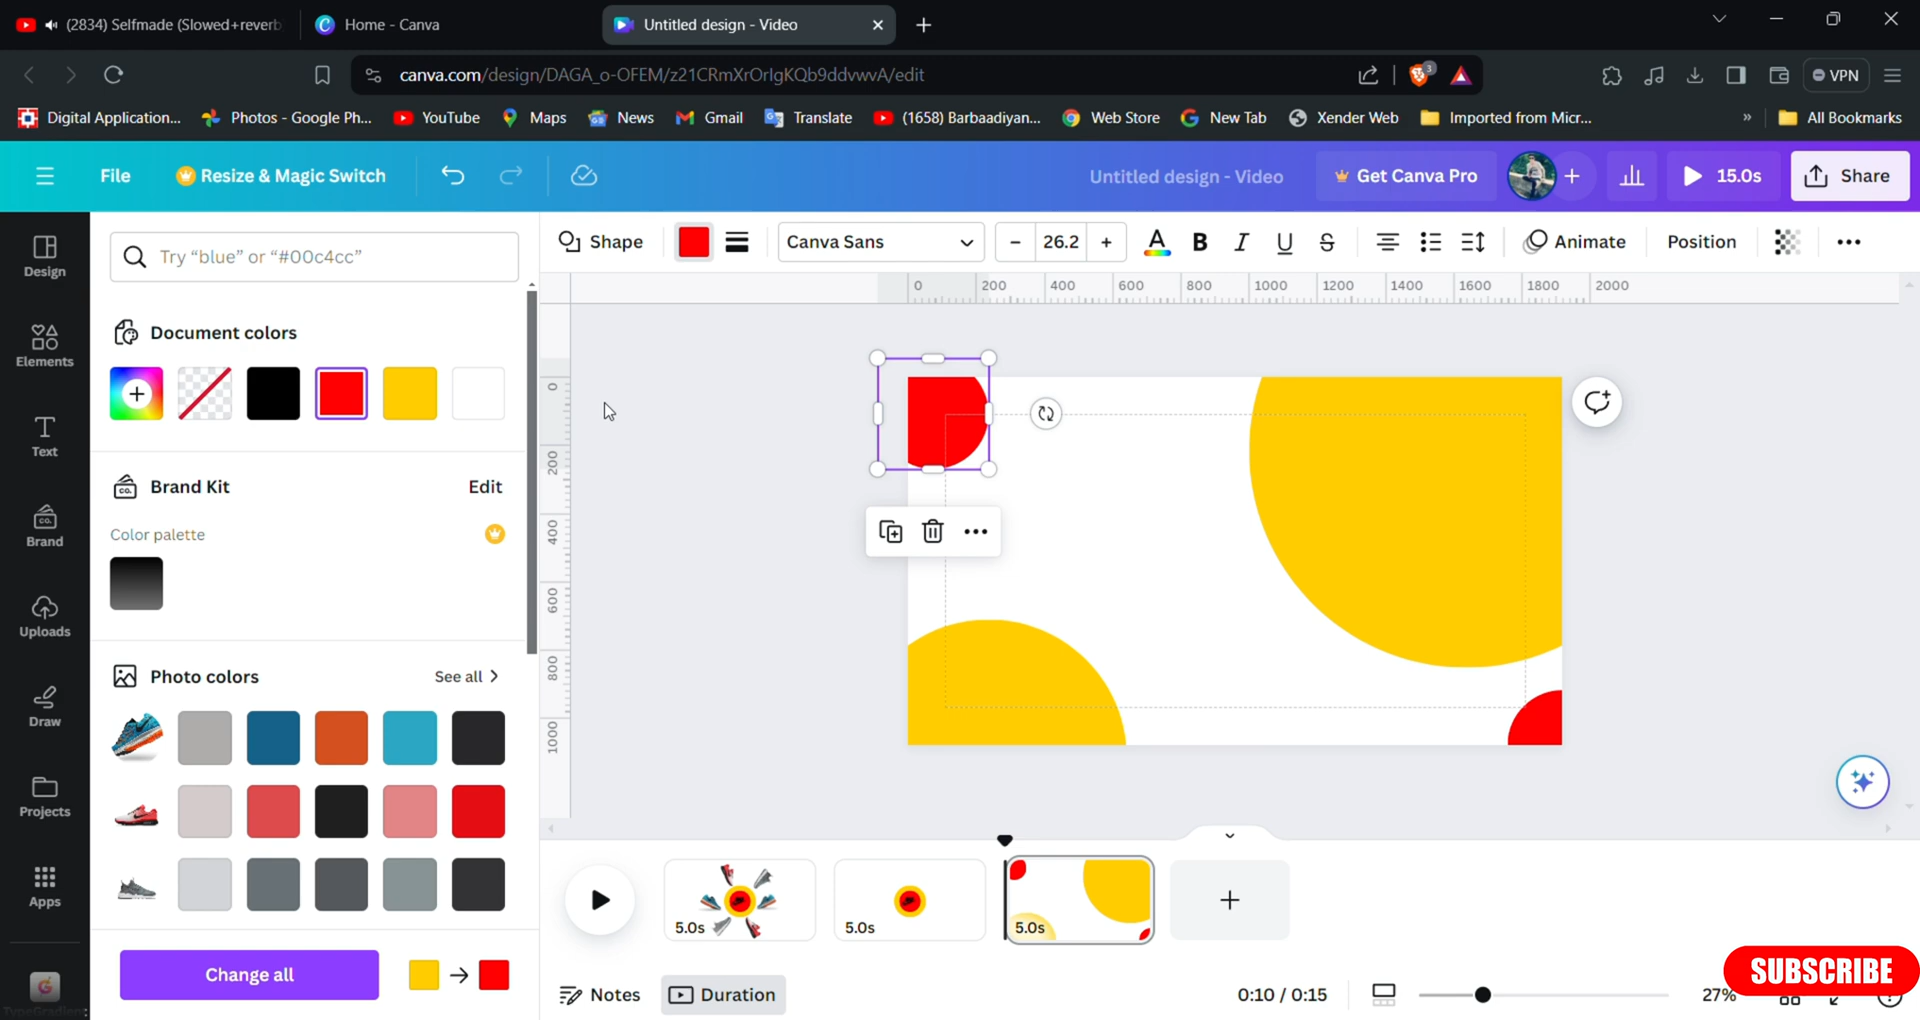 (2834) Selfmade (Slowed+reverb
Home - Canva
Untitled design - Video
canva.com/design/DAGA_o-OFEM/z21CRmXrOrIgKQb9ddvwvA/edit
3
VPN
Digital Application...
Photos - Google Ph...
YouTube
Maps
News
Gmail
Translate
(1658) Barbaadiyan...
Web Store
New Tab
Xender Web
Imported from Micr...
»
All Bookmarks
File
Resize & Magic Switch
Untitled design - Video
Get Canva Pro
15.0s
Share
Design
Elements
Text
Brand
Uploads
Draw
Projects
Apps
TypeGradient
Try “blue” or “#00c4cc”
Document colors
Brand Kit
Edit
Color palette
Photo colors
See all
Change all
Shape
Canva Sans
– 26.2 +
A
B
I
U
S
Animate
Position
0 200 400 600 800 1000 1200 1400 1600 1800 2000
0
200
400
600
800
1000
5.0s
5.0s
5.0s
Notes
Duration
0:10 / 0:15
27%
SUBSCRIBE